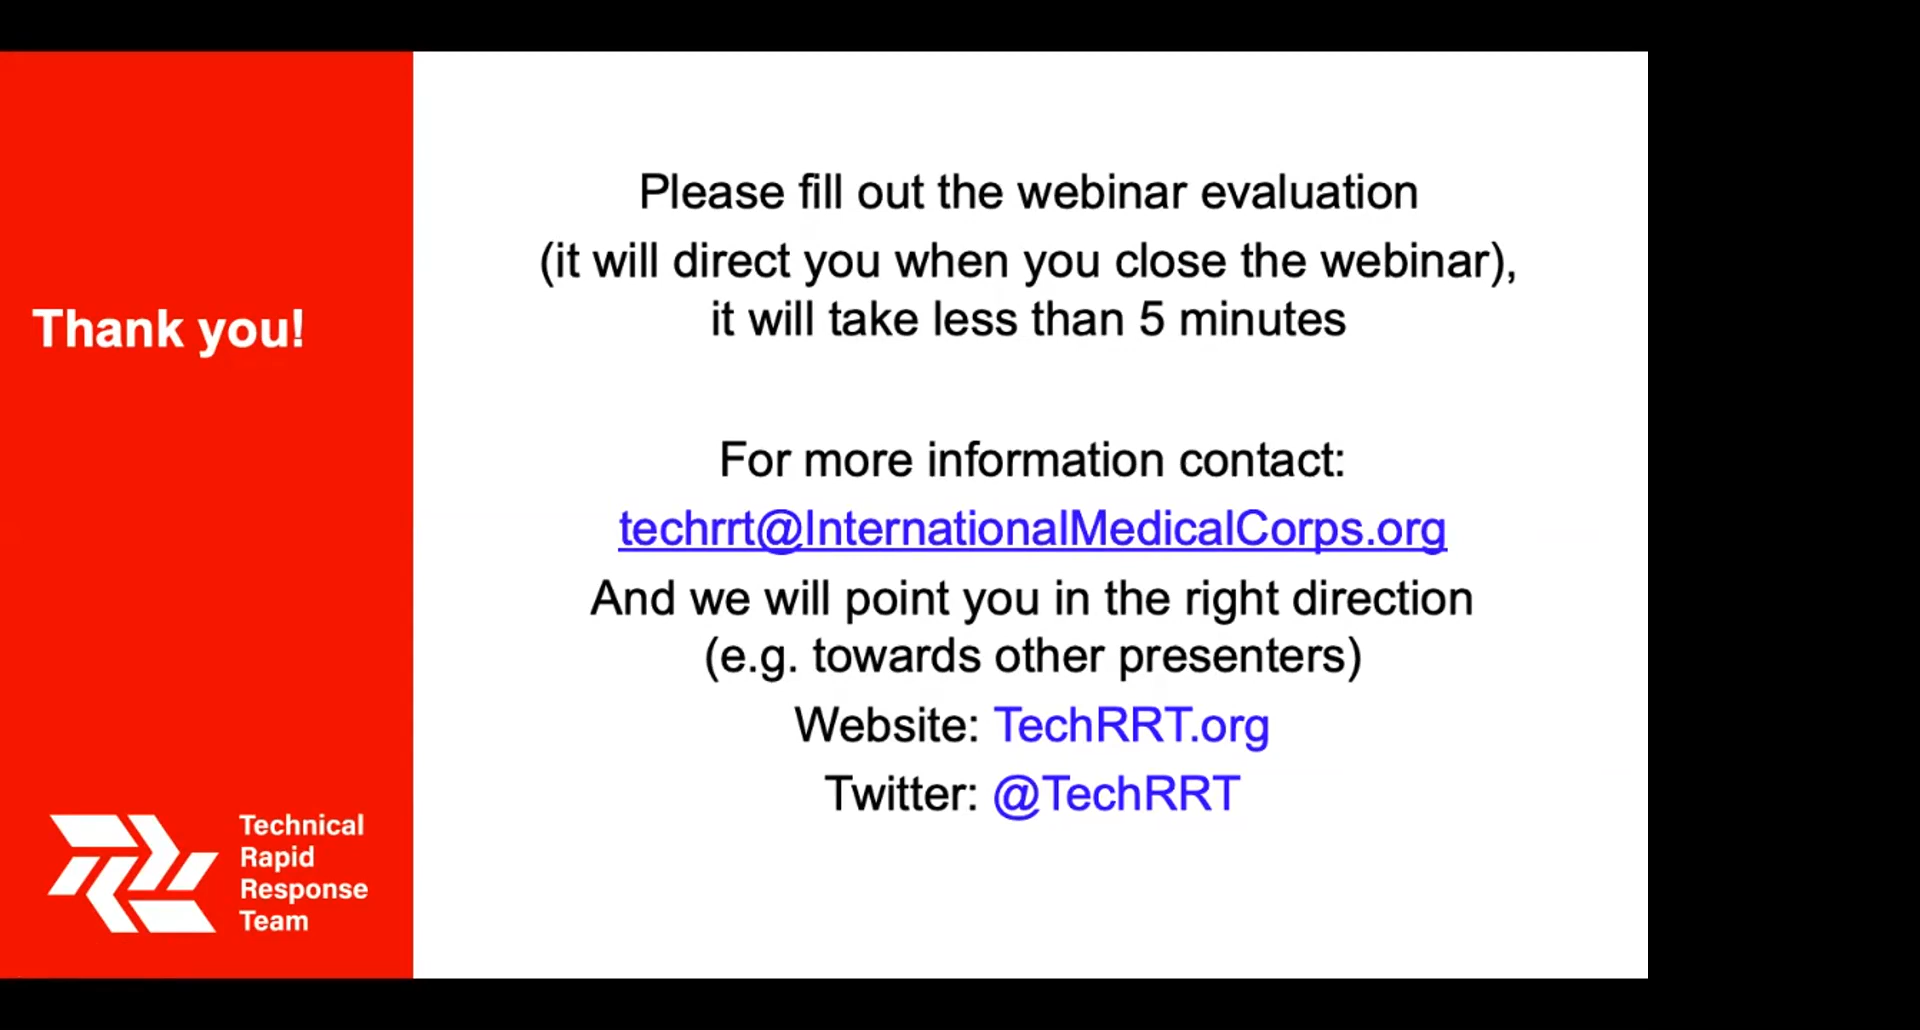 Thank you!
Please fill out the webinar evaluation
(it will direct you when you close the webinar),
it will take less than 5 minutes
For more information contact:
techrrt@InternationalMedicalCorps.org
And we will point you in the right direction
(e.g. towards other presenters)
Website: TechRRT.org
Twitter: @TechRRT
Technical
Rapid
Response
Team